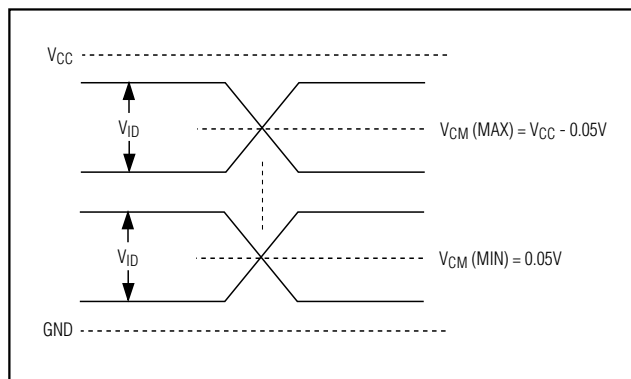 VCC
VID
VCM (MAX) = VCC - 0.05V
VID
VCM (MIN) = 0.05V
GND